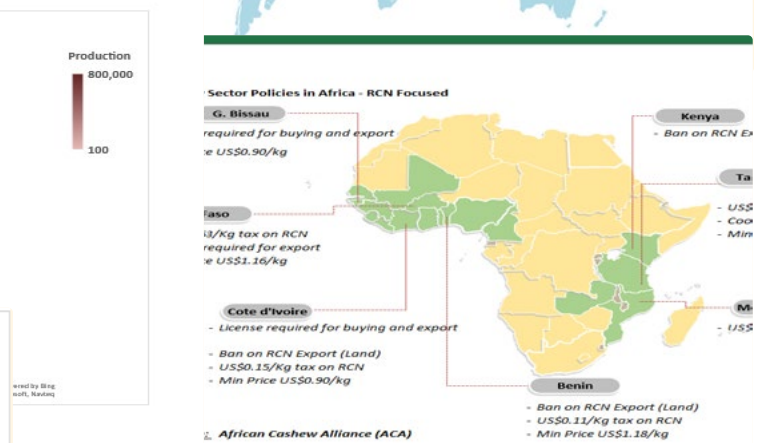 Production
800,000
100
Sector Policies in Africa - RCN Focused
G. Bissau
required for buying and export
US$0.90/kg
Kenya
- Ban on RCN
- US$
- Min
/Kg tax on RCN
required for export
US$1.16/kg
Cote d'Ivoire
- License required for buying and export
- Ban on RCN Export (Land)
- US$0.15/Kg tax on RCN
- Min Price US$0.90/kg
- US$
Benin
- Ban on RCN Export (Land)
- US$0.11/Kg tax on RCN
- Min Price US$1.18/kg
by Bing
African Cashew Alliance (ACA)